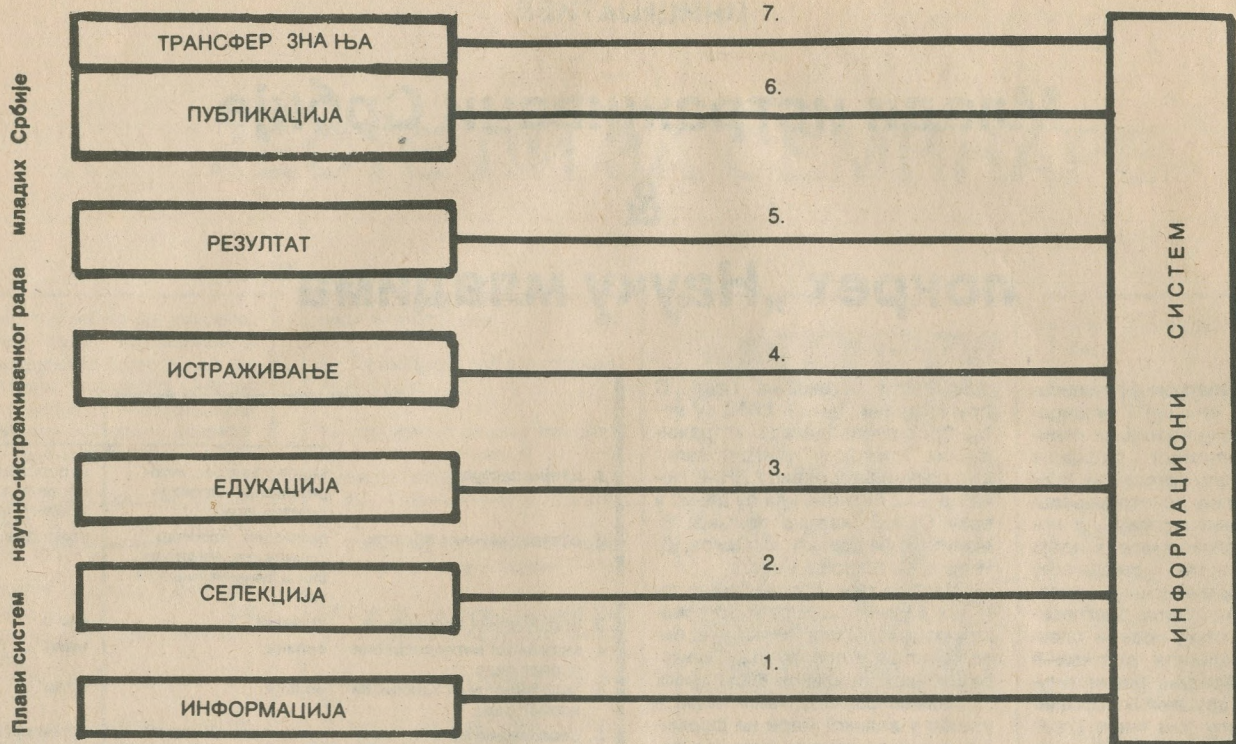 Плави систем научно-истраживачког рада младих Србије
7.
ТРАНСФЕР ЗНА ЊА
6.
ПУБЛИКАЦИЈА
5.
РЕЗУЛТАТ
4.
ИСТРАЖИВАЊЕ
3.
ЕДУКАЦИЈА
2.
СЕЛЕКЦИЈА
1.
ИНФОРМАЦИЈА
ИНФОРМАЦИОНИ СИСТЕМ